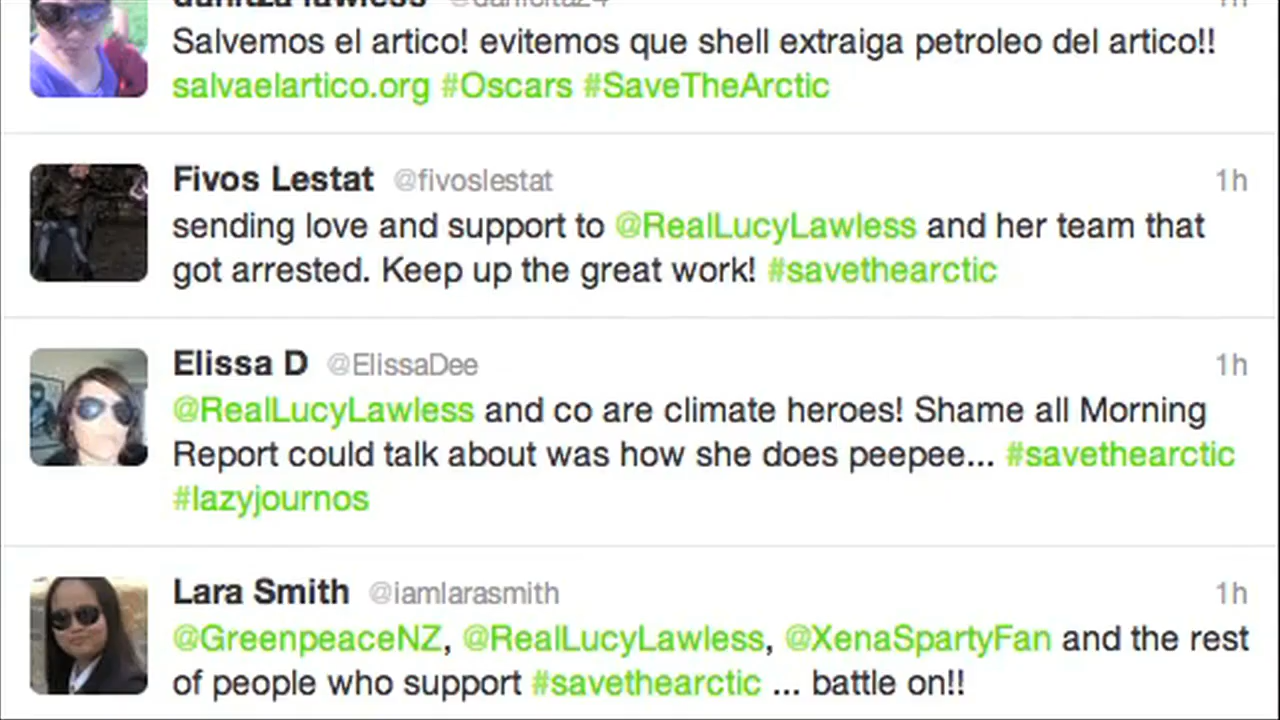 lawless
Salvemos el artico! evitemos que shell extraiga petroleo del artico!!
salvaelartico.org #Oscars #SaveTheArctic
Fivos Lestat @fivoslestat 1h
sending love and support to @RealLucyLawless and her team that
got arrested. Keep up the great work! #savethearctic
Elissa D @ElissaDee 1h
@RealLucyLawless and co are climate heroes! Shame all Morning
Report could talk about was how she does peepee... #savethearctic
#lazyjournos
Lara Smith @iamlarasmith 1h
@GreenpeaceNZ, @RealLucyLawless, @XenaSpartyFan and the rest
of people who support #savethearctic ... battle on!!